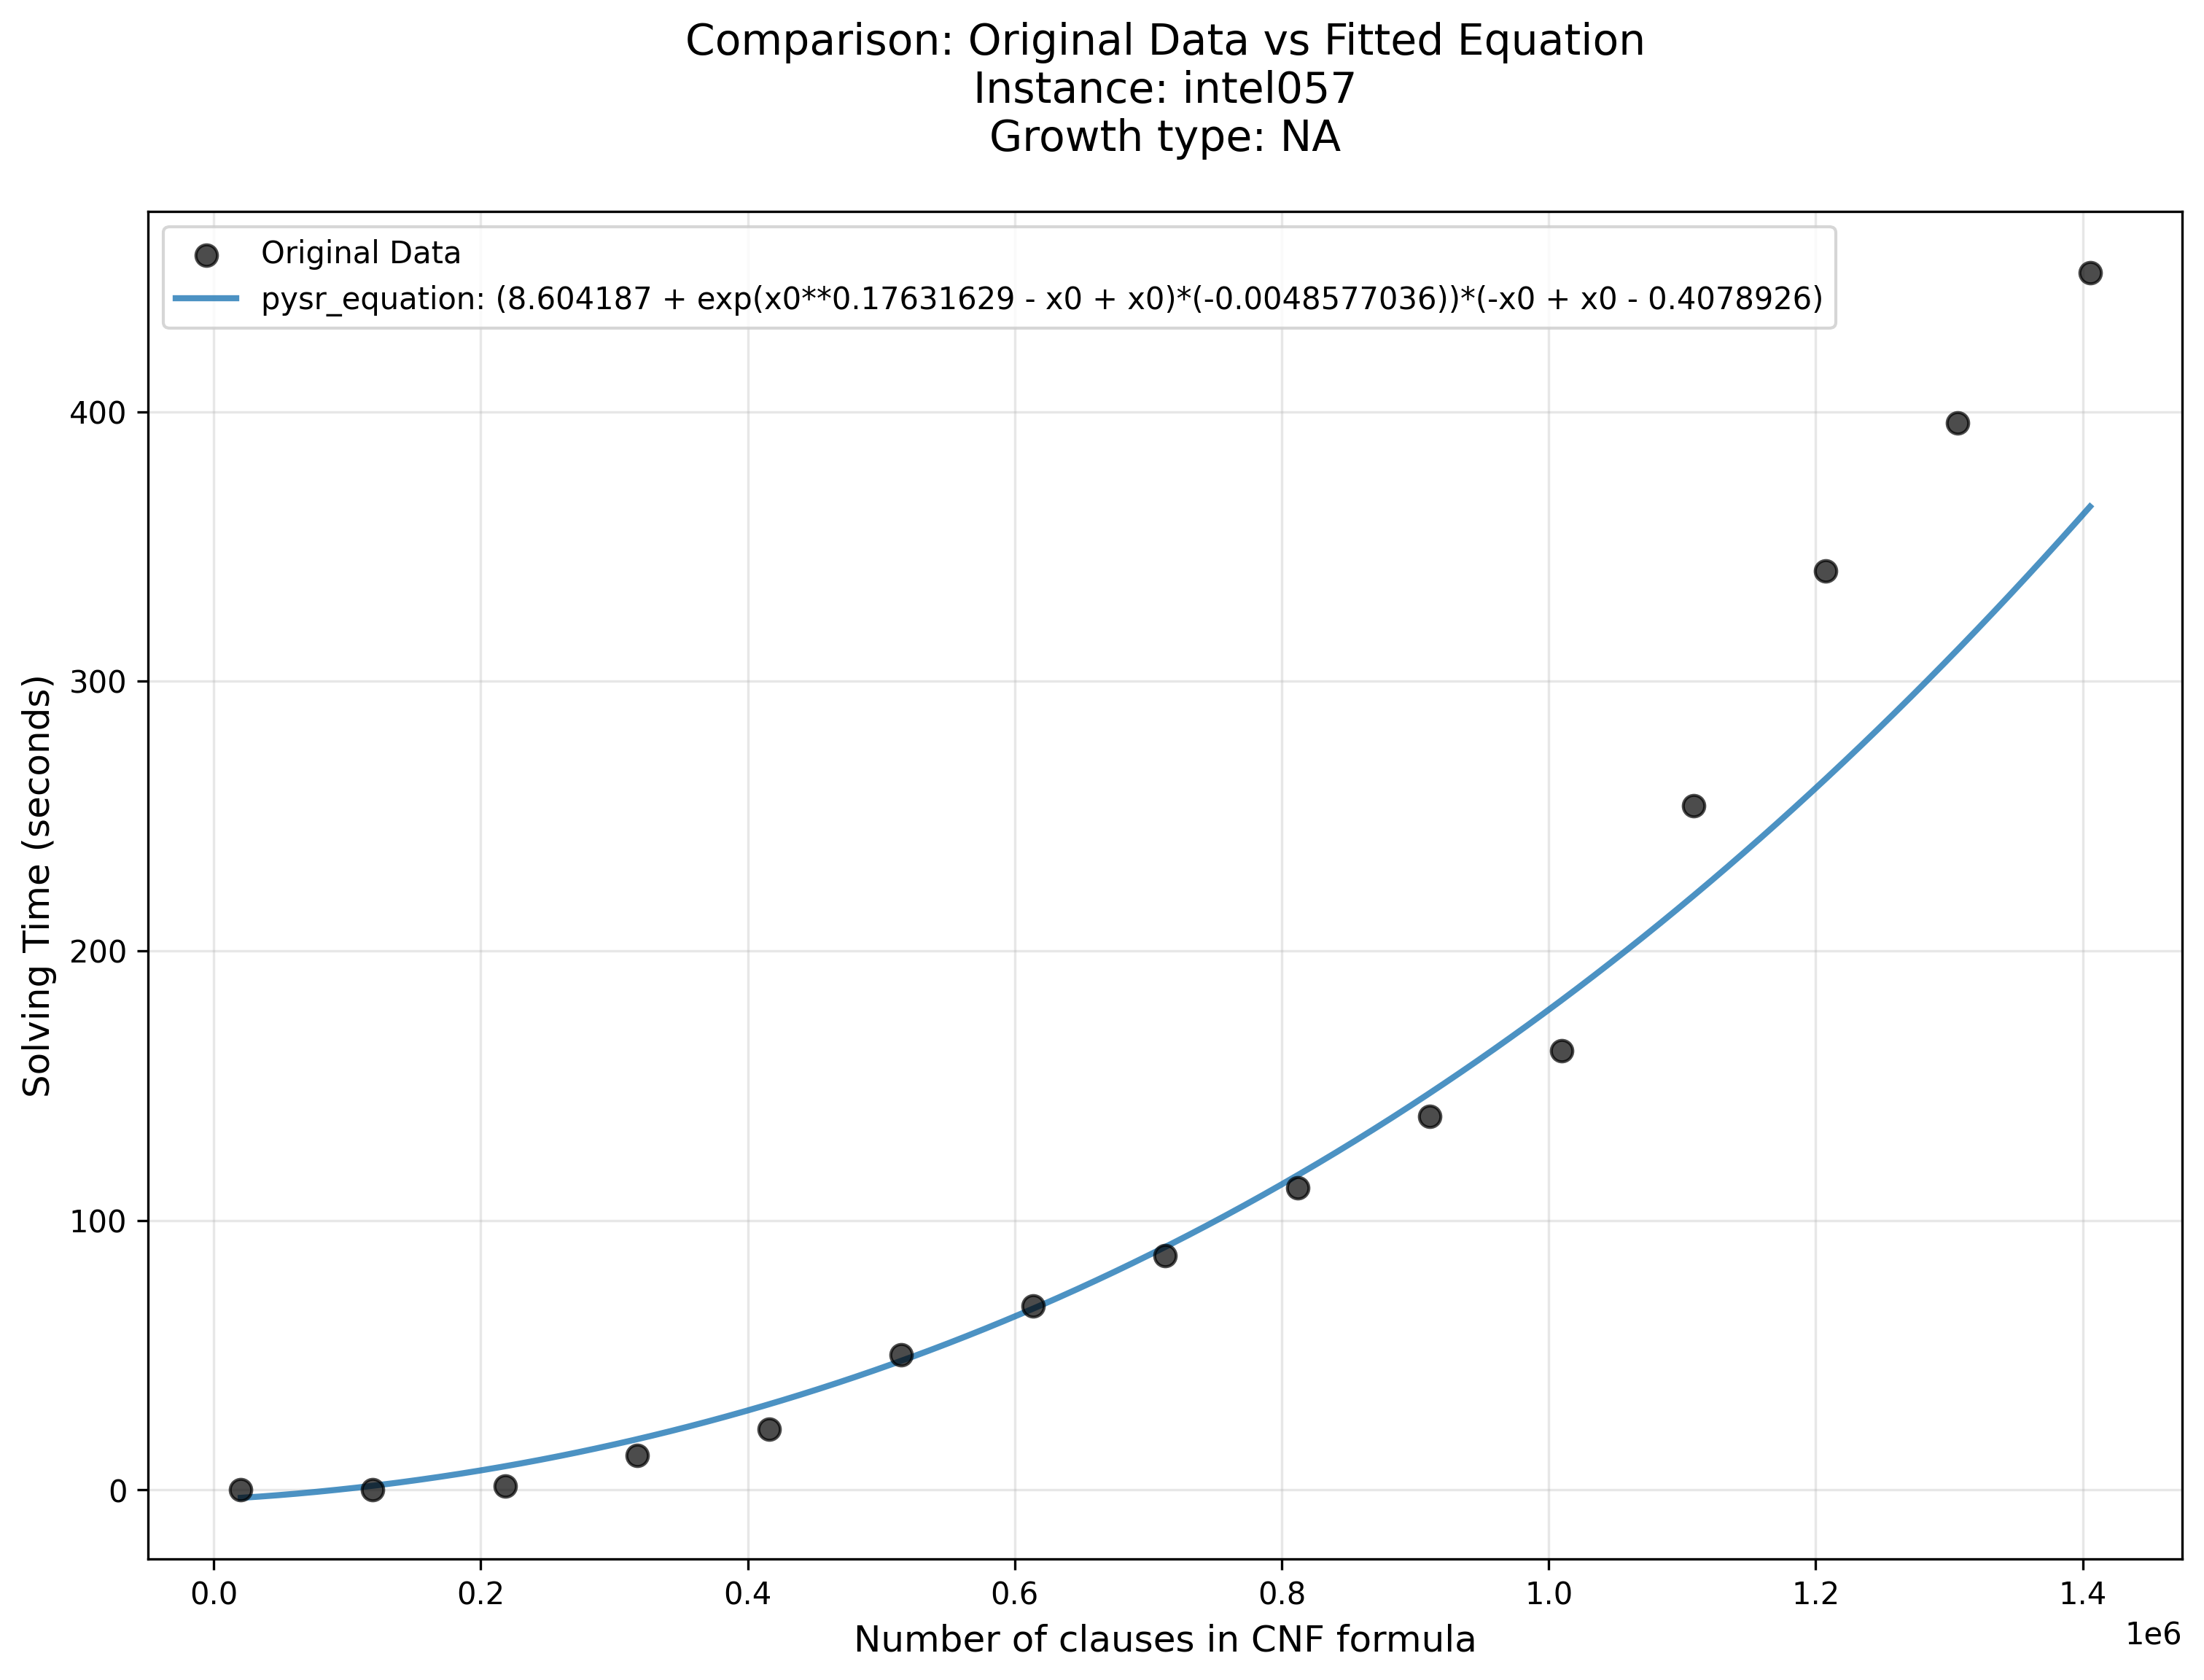 Comparison: Original Data vs Fitted Equation
Instance: intel057
Growth type: NA
Original Data
pysr_equation: (8.604187 + exp(x0**0.17631629 - x0 + x0)*(-0.0048577036))*(-x0 + x0 - 0.4078926)
Solving Time (seconds)
400
300
200
100
0
0.0 0.2 0.4 0.6 0.8 1.0 1.2 1.4
1e6
Number of clauses in CNF formula